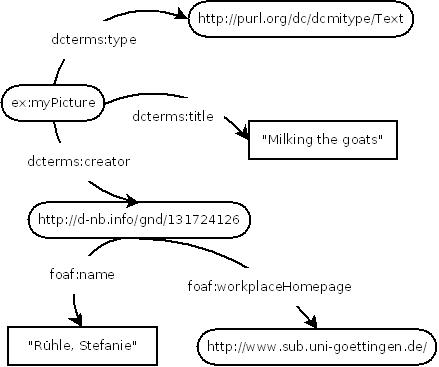 http://purl.org/dc/dcmitype/Text
dcterms:type
ex:myPicture
dcterms:title
"Milking the goats"
dcterms:creator
http://d-nb.info/gnd/131724126
foaf:name
foaf:workplaceHomepage
"Rühle, Stefanie"
http://www.sub.uni-goettingen.de/